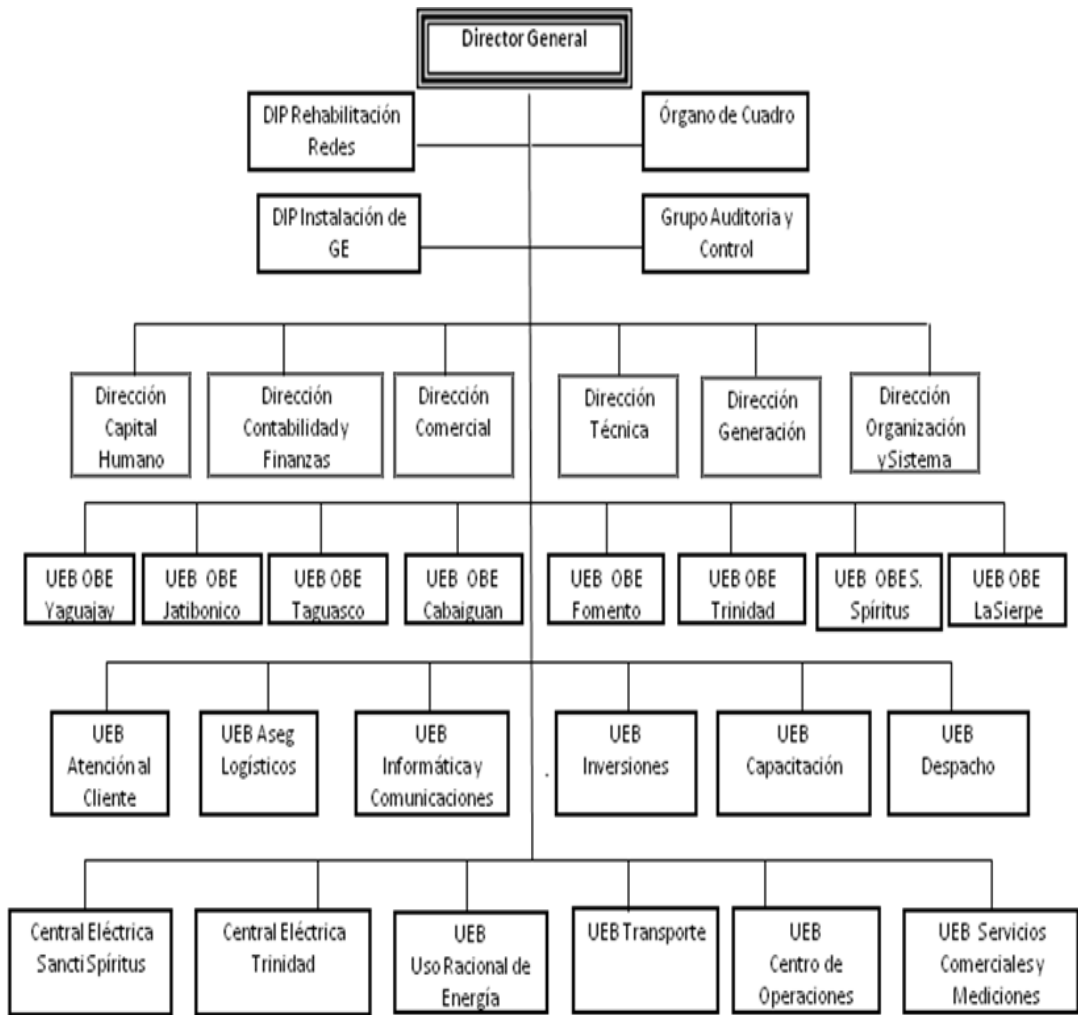 Director General
DIP Rehabilitación
Redes
Órgano de Cuadro
DIP Instalación de
GE
Grupo Auditoria y
Control
Dirección
Capital
Humano
Dirección
Contabilidad y
Finanzas
Dirección
Comercial
Dirección
Técnica
Dirección
Generación
Dirección
Organización
y Sistema
UEB OBE
Yaguajay
UEB OBE
Jatibonico
UEB OBE
Taguasco
UEB OBE
Cabaiguan
UEB OBE
Fomento
UEB OBE
Trinidad
UEB OBE S.
Spíritus
UEB OBE
La Sierpe
UEB
Atención al
Cliente
UEB Aseg
Logísticos
UEB
Informática y
Comunicaciones
UEB
Inversiones
UEB
Capacitación
UEB
Despacho
Central Eléctrica
Sancti Spíritus
Central Eléctrica
Trinidad
UEB
Uso Racional de
Energía
UEB Transporte
UEB
Centro de
Operaciones
UEB Servicios
Comerciales y
Mediciones